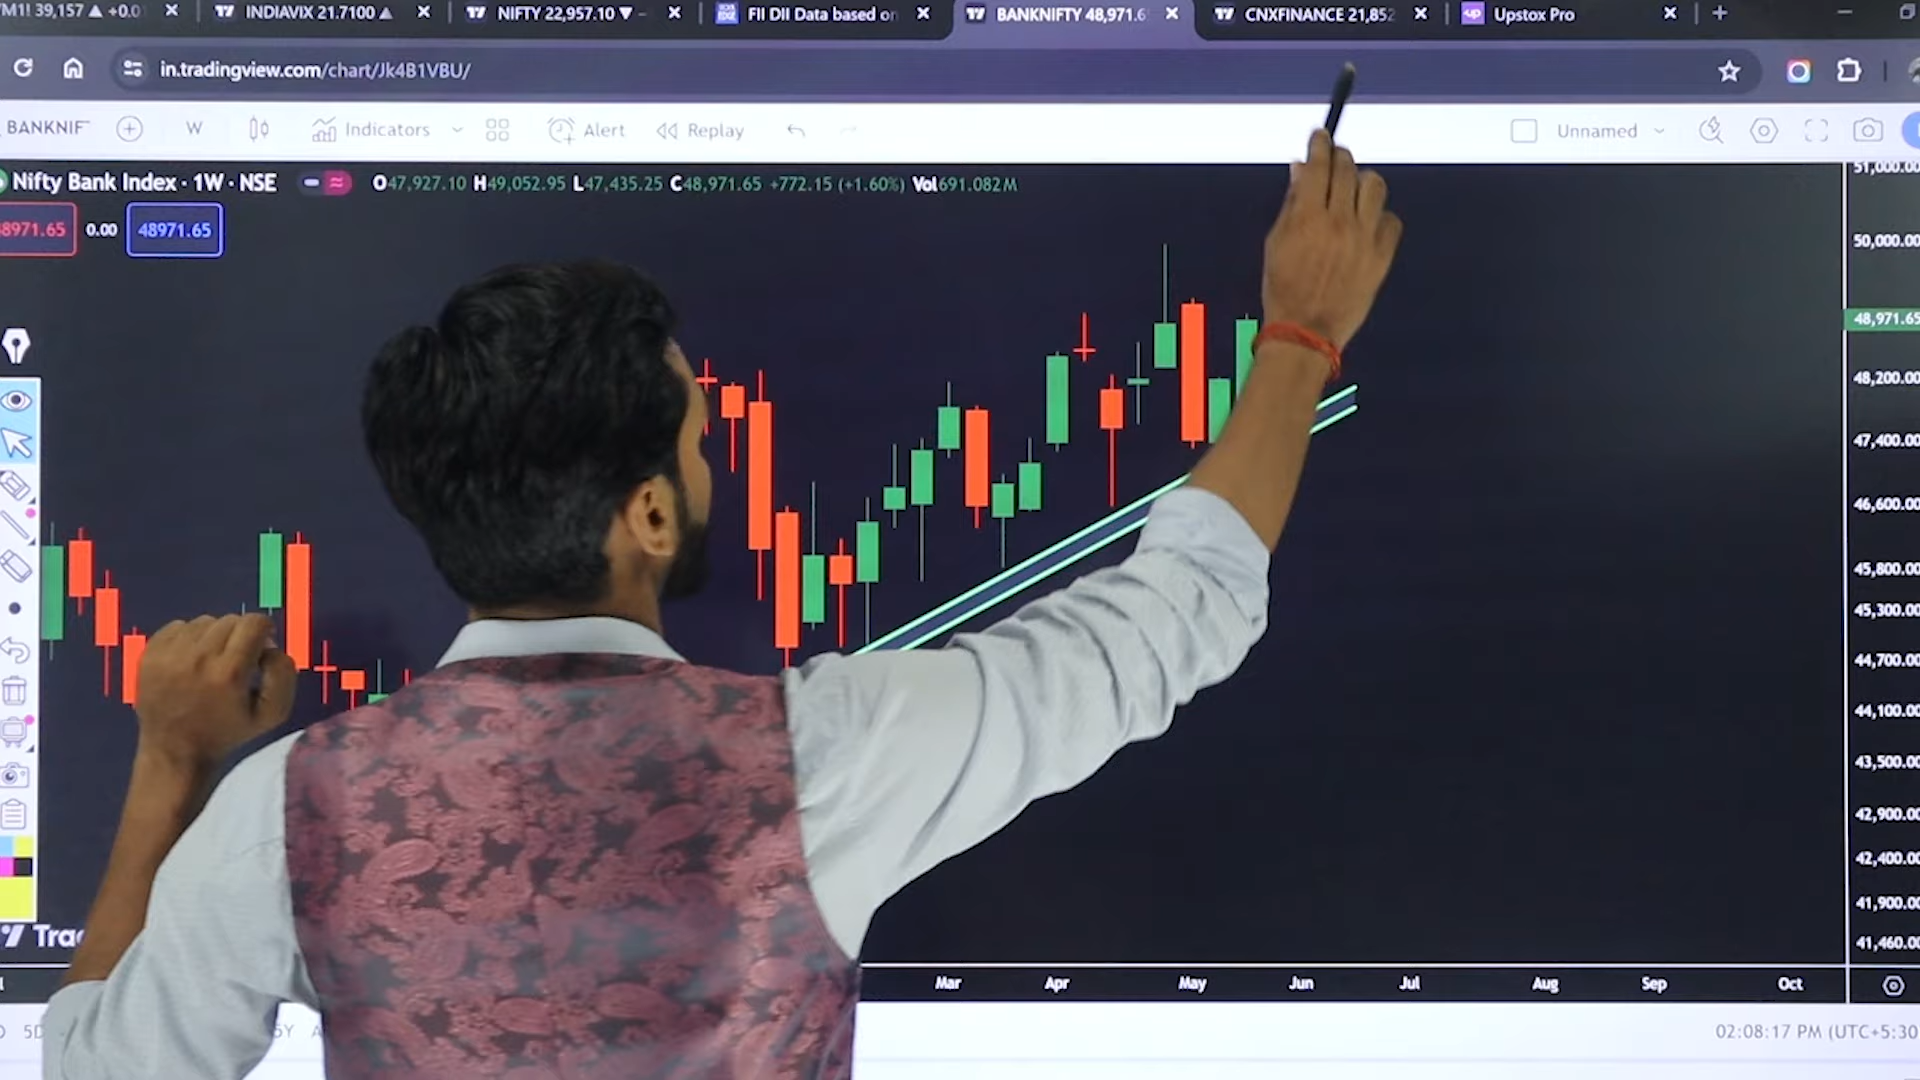 M1! 39,157 ▲ +0.0
INDIAVIX 21.7100 ▲
NIFTY 22,957.10 ▼ −
FII DII Data based on
BANKNIFTY 48,971.6
CNXFINANCE 21,852
Upstox Pro
in.tradingview.com/chart/Jk4B1VBU/
BANKNIF
W
Indicators
Alert
Replay
Unnamed
Nifty Bank Index · 1W · NSE
O47,927.10 H49,052.95 L47,435.25 C48,971.65 +772.15 (+1.60%) Vol691.082M
48971.65 0.00 48971.65
51,000.00
50,000.00
48,971.65
48,200.00
47,400.00
46,600.00
45,800.00
45,300.00
44,700.00
44,100.00
43,500.00
42,900.00
42,400.00
41,900.00
41,460.00
Trad
Mar Apr May Jun Jul Aug Sep Oct
5D
5Y
02:08:17 PM (UTC+5:30